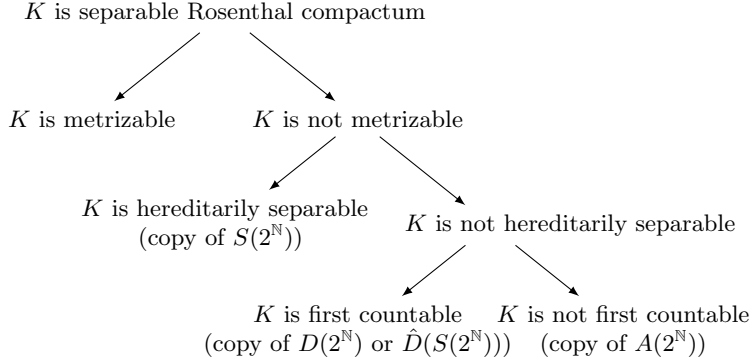 K is separable Rosenthal compactum
K is metrizable
K is not metrizable
K is hereditarily separable
(copy of S(2^ℕ))
K is not hereditarily separable
K is first countable
(copy of D(2^ℕ) or D̂(S(2^ℕ)))
K is not first countable
(copy of A(2^ℕ))